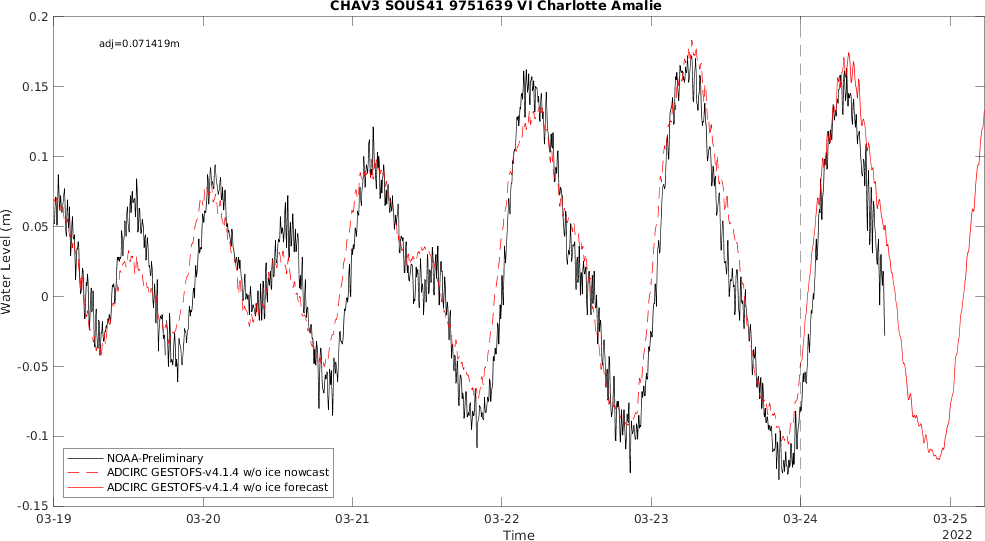 CHAV3 SOUS41 9751639 VI Charlotte Amalie
adj=0.071419m
0.2
0.15
0.1
0.05
0
-0.05
-0.1
-0.15
Water Level (m)
NOAA-Preliminary
ADCIRC GESTOFS-v4.1.4 w/o ice nowcast
ADCIRC GESTOFS-v4.1.4 w/o ice forecast
03-19 03-20 03-21 03-22 03-23 03-24 03-25
Time
2022